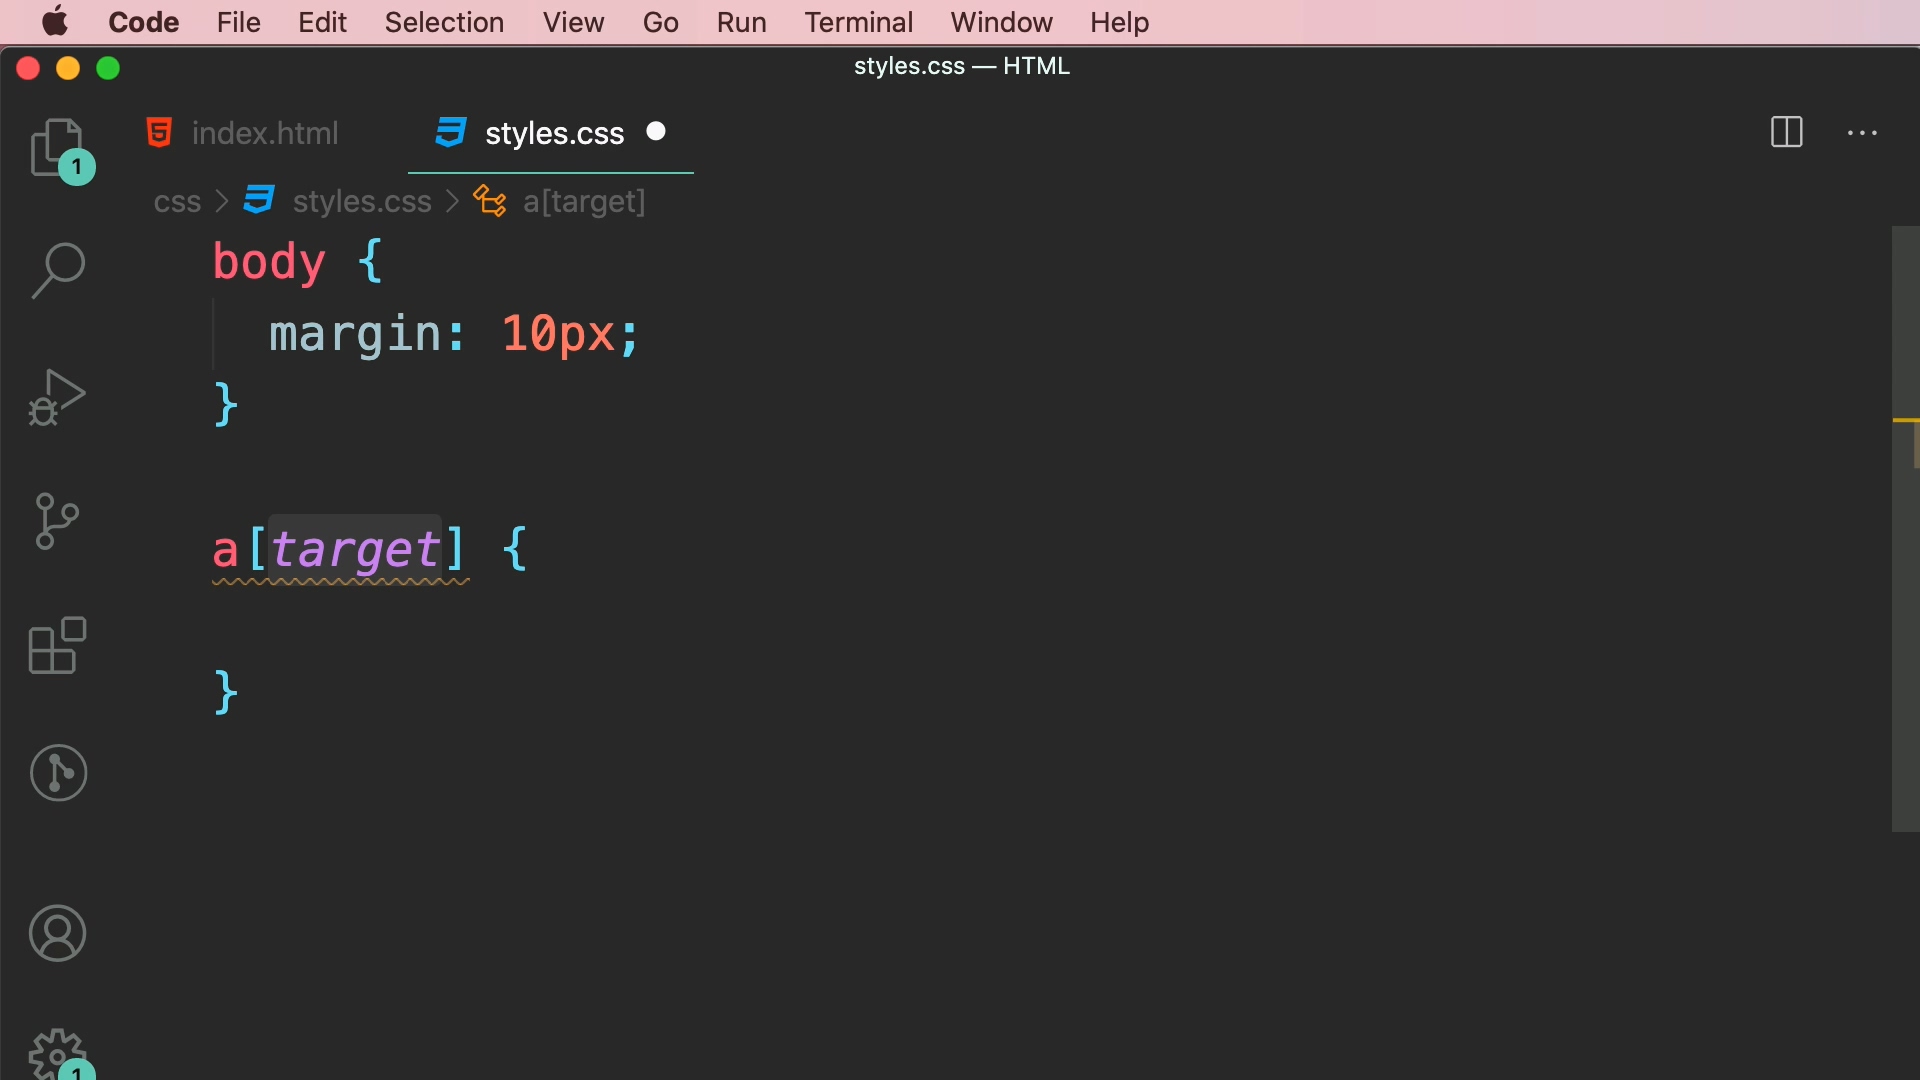 Code File Edit Selection View Go Run Terminal Window Help
styles.css — HTML
index.html styles.css
1
css > styles.css > a[target]
body {
margin: 10px;
}
a[target] {
}
1